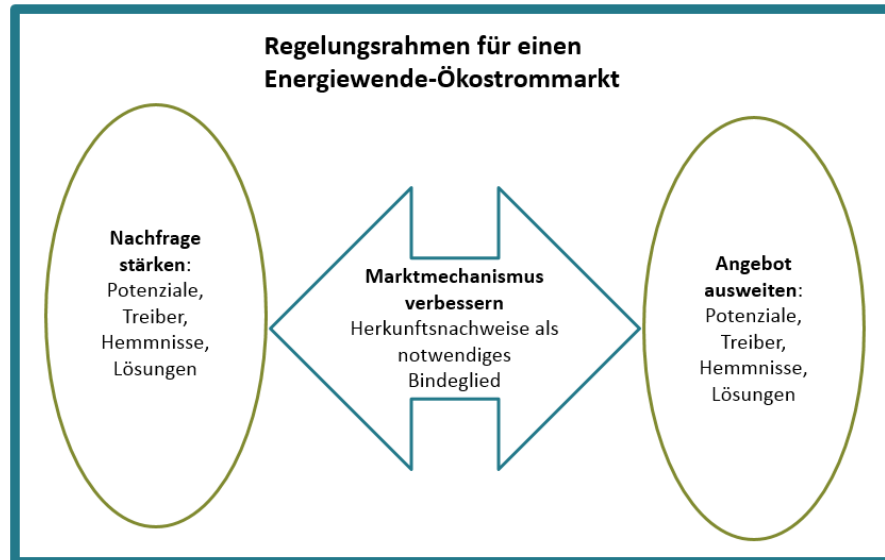 Regelungsrahmen für einen
Energiewende-Ökostrommarkt
Nachfrage
stärken:
Potenziale,
Treiber,
Hemmnisse,
Lösungen
Marktmechanismus
verbessern
Herkunftsnachweise als
notwendiges
Bindeglied
Angebot
ausweiten:
Potenziale,
Treiber,
Hemmnisse,
Lösungen